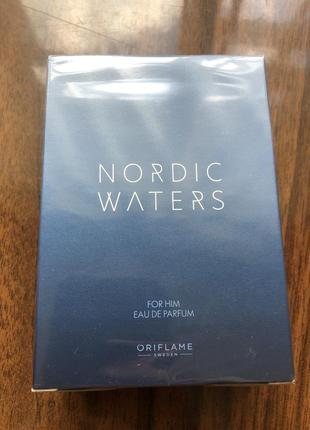 NORDIC
WATERS
FOR HIM
EAU DE PARFUM
ORIFLAME
SWEDEN